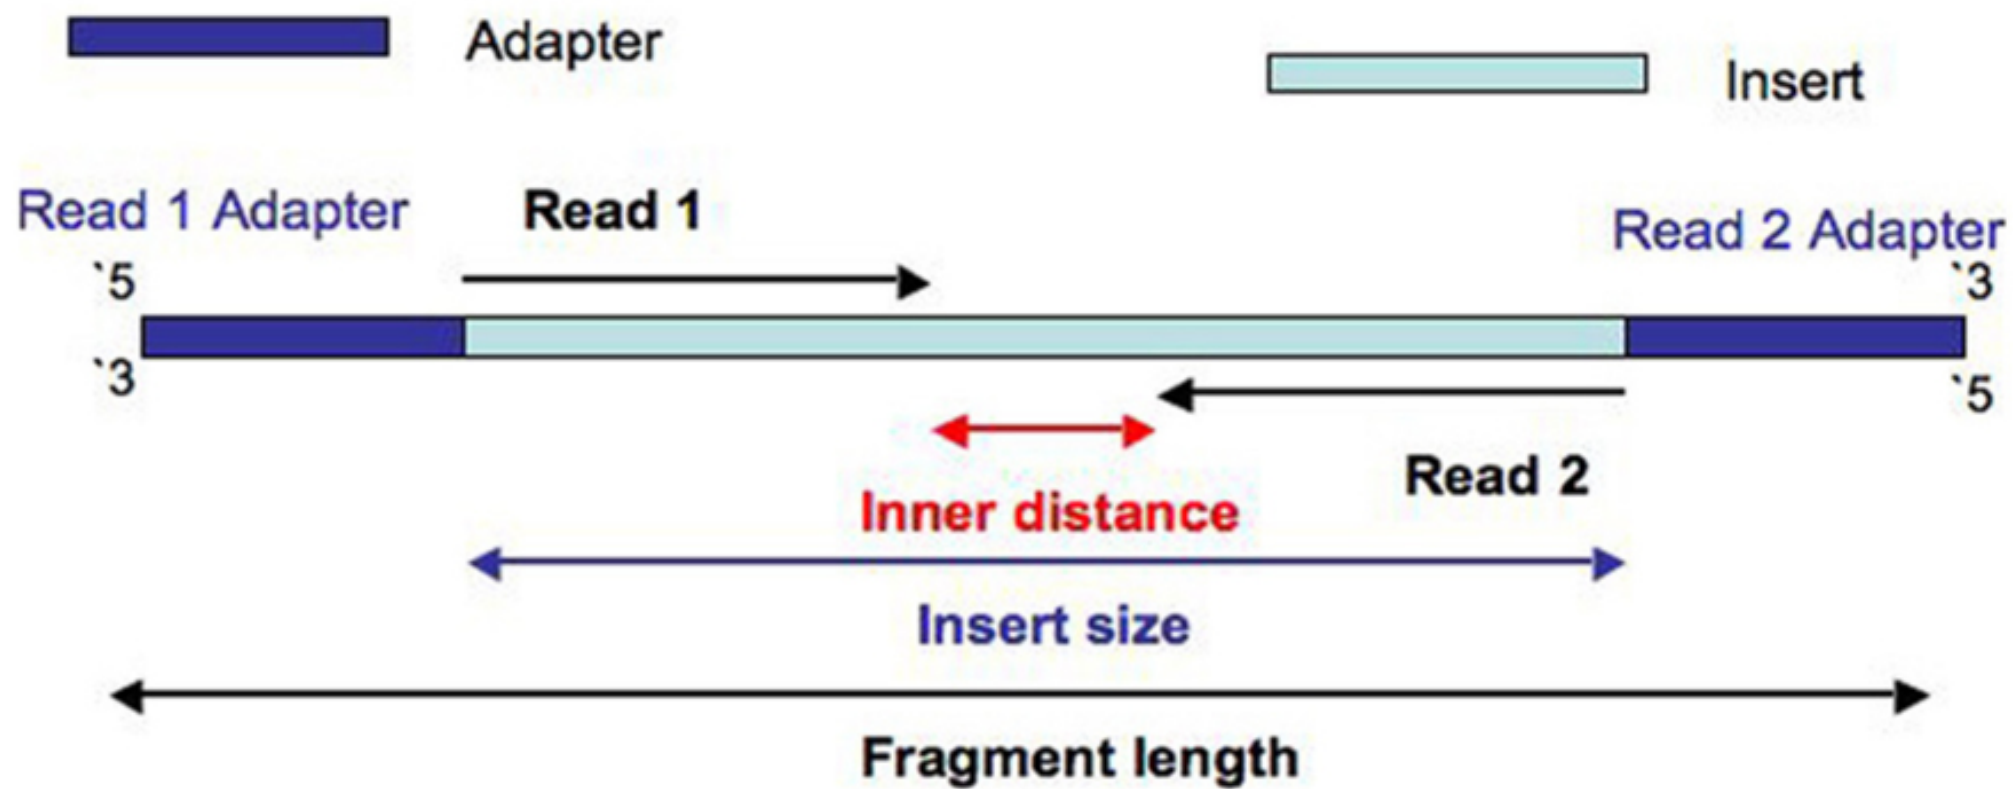 Adapter
Insert
Read 1 Adapter
Read 1
Read 2 Adapter
`5
`3
`3
`5
Read 2
Inner distance
Insert size
Fragment length